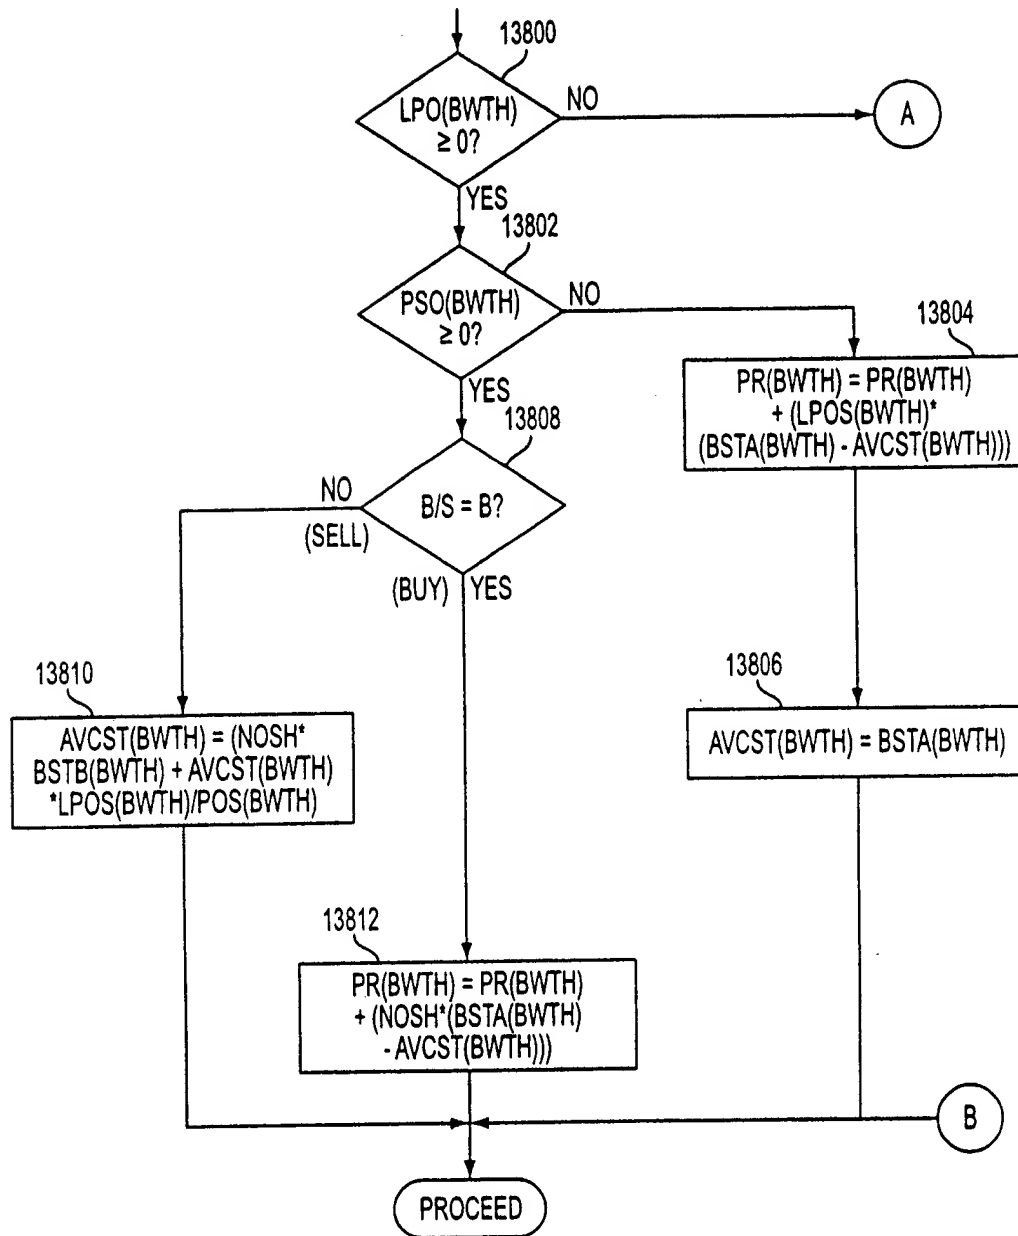 13800
LPO(BWTH)
≥ 0?
NO
A
YES
13802
PSO(BWTH)
≥ 0?
NO
13804
PR(BWTH) = PR(BWTH)
+ (LPOS(BWTH)*
(BSTA(BWTH) - AVCST(BWTH)))
YES
13808
B/S = B?
NO
(SELL)
(BUY) YES
13810
AVCST(BWTH) = (NOSH*
BSTB(BWTH) + AVCST(BWTH)
*LPOS(BWTH)/POS(BWTH)
13806
AVCST(BWTH) = BSTA(BWTH)
13812
PR(BWTH) = PR(BWTH)
+ (NOSH*(BSTA(BWTH)
- AVCST(BWTH)))
B
PROCEED